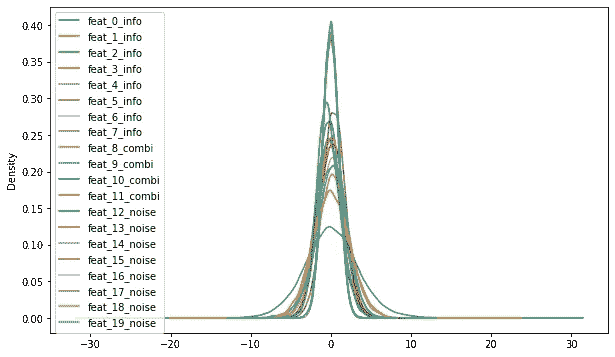 0.40
0.35
0.30
0.25
0.20
0.15
0.10
0.05
0.00
Density
feat_0_info
feat_1_info
feat_2_info
feat_3_info
feat_4_info
feat_5_info
feat_6_info
feat_7_info
feat_8_combi
feat_9_combi
feat_10_combi
feat_11_combi
feat_12_noise
feat_13_noise
feat_14_noise
feat_15_noise
feat_16_noise
feat_17_noise
feat_18_noise
feat_19_noise
−30 −20 −10 0 10 20 30